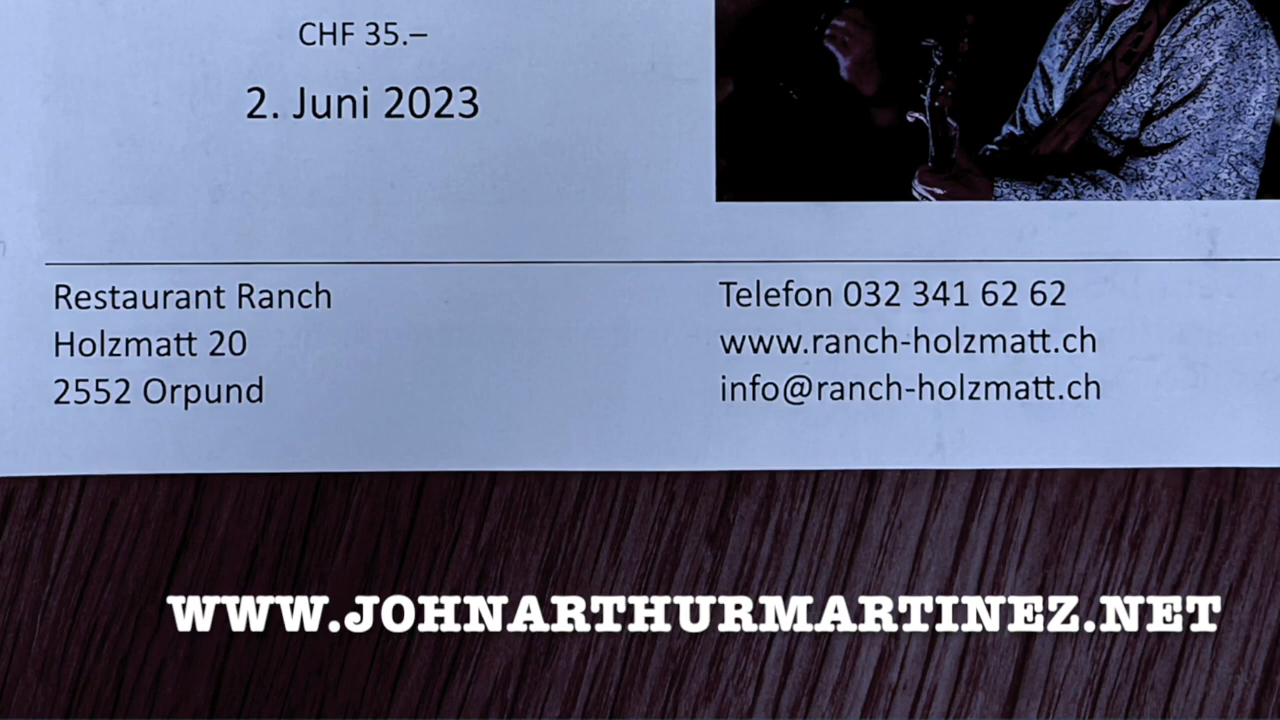 CHF 35.–
2. Juni 2023
Restaurant Ranch
Holzmatt 20
2552 Orpund
Telefon 032 341 62 62
www.ranch-holzmatt.ch
info@ranch-holzmatt.ch
WWW.JOHNARTHURMARTINEZ.NET